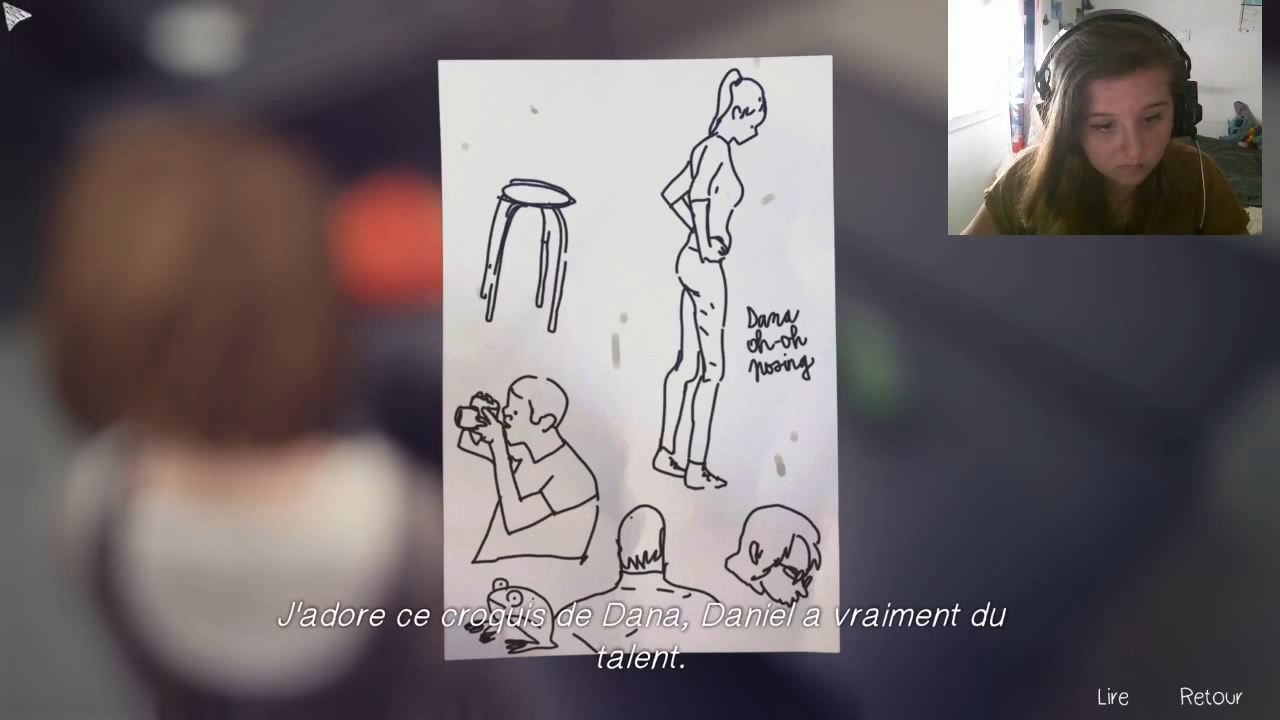 Dana
oh-oh
posing
J'adore ce croquis de Dana, Daniel a vraiment du
talent.
Lire Retour